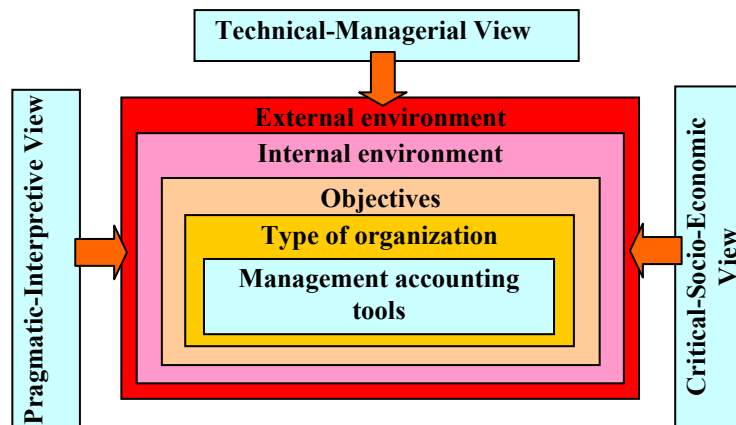 Technical-Managerial View
Pragmatic-Interpretive View
External environment
Internal environment
Objectives
Type of organization
Management accounting
tools
Critical-Socio-Economic
View